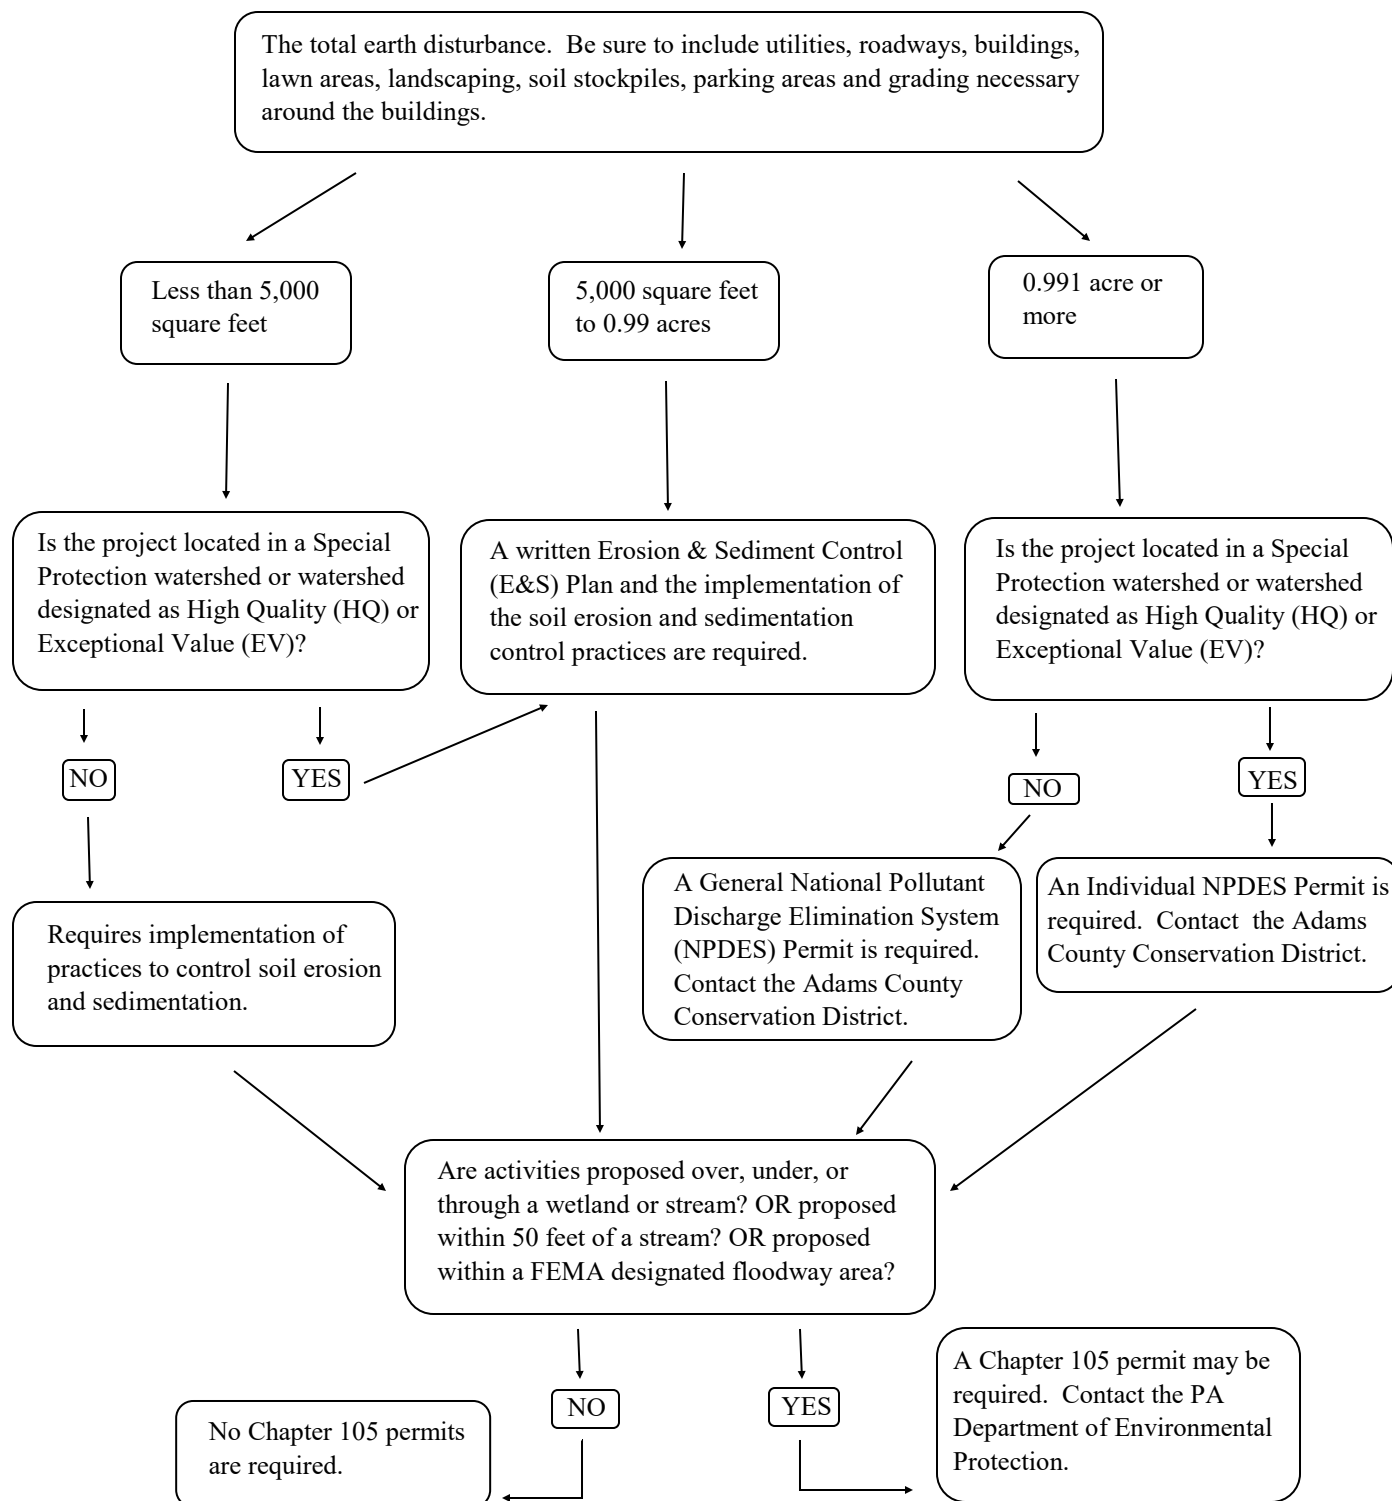 The total earth disturbance.  Be sure to include utilities, roadways, buildings,
lawn areas, landscaping, soil stockpiles, parking areas and grading necessary
around the buildings.
Less than 5,000
square feet
5,000 square feet
to 0.99 acres
0.991 acre or
more
Is the project located in a Special
Protection watershed or watershed
designated as High Quality (HQ) or
Exceptional Value (EV)?
A written Erosion & Sediment Control
(E&S) Plan and the implementation of
the soil erosion and sedimentation
control practices are required.
Is the project located in a Special
Protection watershed or watershed
designated as High Quality (HQ) or
Exceptional Value (EV)?
NO
YES
NO
YES
Requires implementation of
practices to control soil erosion
and sedimentation.
A General National Pollutant
Discharge Elimination System
(NPDES) Permit is required.
Contact the Adams County
Conservation District.
An Individual NPDES Permit is
required.  Contact  the Adams
County Conservation District.
Are activities proposed over, under, or
through a wetland or stream? OR proposed
within 50 feet of a stream? OR proposed
within a FEMA designated floodway area?
NO
YES
No Chapter 105 permits
are required.
A Chapter 105 permit may be
required.  Contact the PA
Department of Environmental
Protection.